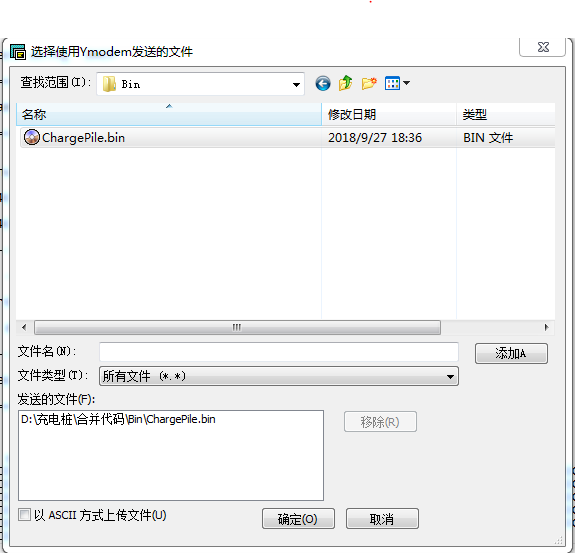 选择使用Ymodem发送的文件
查找范围(I): Bin
名称 修改日期 类型
ChargePile.bin 2018/9/27 18:36 BIN 文件
文件名(N): 添加A
文件类型(T): 所有文件 (*.*)
发送的文件(F):
D:\充电桩\合并代码\Bin\ChargePile.bin 移除(R)
以 ASCII 方式上传文件(U) 确定(O) 取消